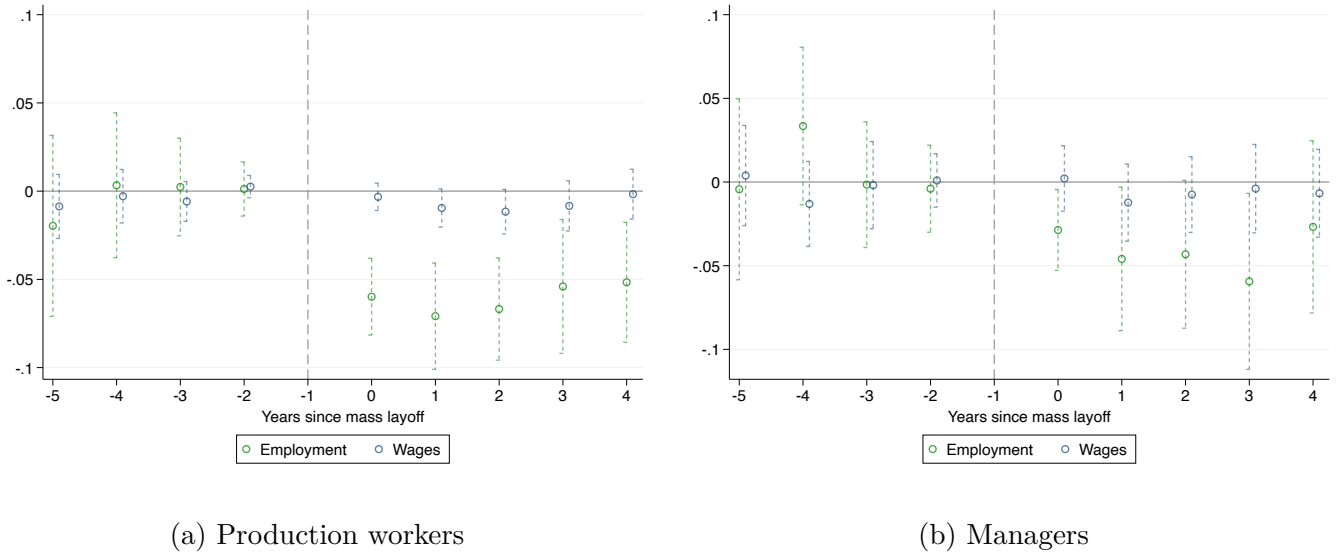 .1
.05
0
-.05
-.1
-5 -4 -3 -2 -1 0 1 2 3 4
Years since mass layoff
Employment Wages
(a) Production workers
.1
.05
0
-.05
-.1
-5 -4 -3 -2 -1 0 1 2 3 4
Years since mass layoff
Employment Wages
(b) Managers